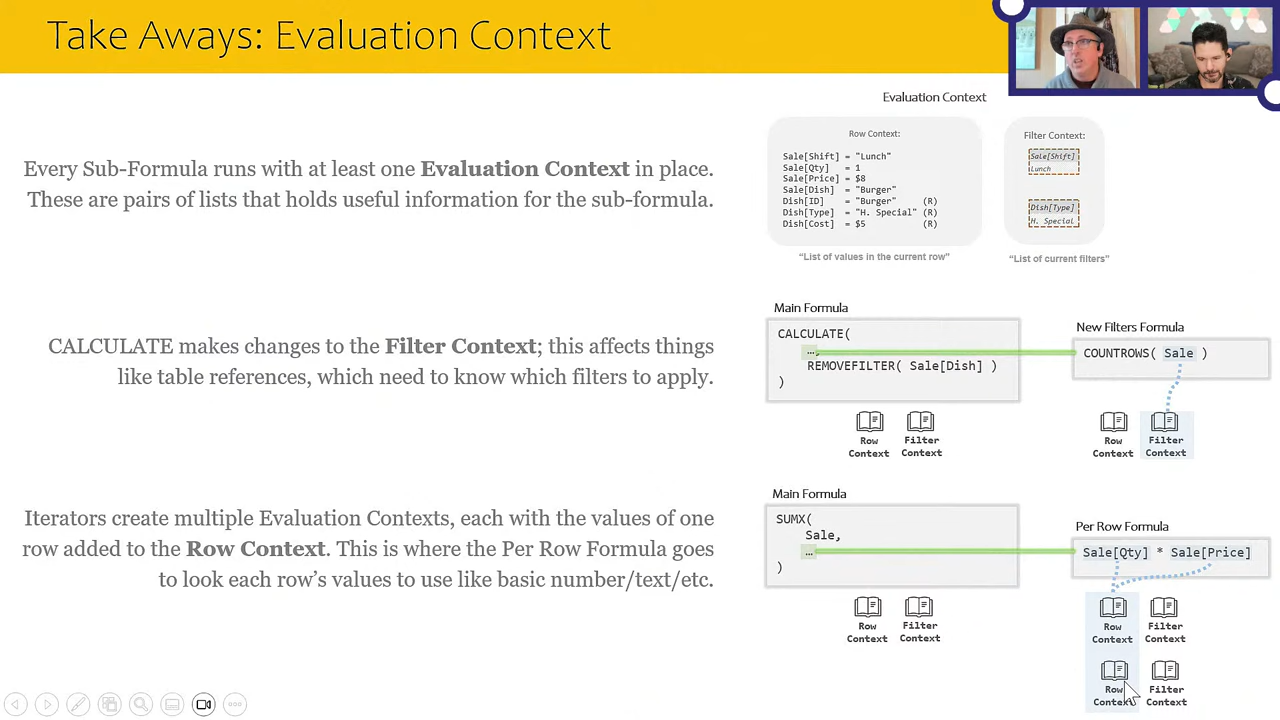 Take Aways: Evaluation Context
Every Sub-Formula runs with at least one Evaluation Context in place.
These are pairs of lists that holds useful information for the sub-formula.
Evaluation Context
Row Context:
Sale[Shift] = "Lunch"
Sale[Qty] = 1
Sale[Price] = $8
Sale[Dish] = "Burger"
Dish[ID] = "Burger" (R)
Dish[Type] = "H. Special" (R)
Dish[Cost] = $5 (R)
"List of values in the current row"
Filter Context:
Sale[Shift]
Lunch
Dish[Type]
H. Special
"List of current filters"
CALCULATE makes changes to the Filter Context; this affects things
like table references, which need to know which filters to apply.
Main Formula
CALCULATE(
…,
REMOVEFILTER( Sale[Dish] )
)
Row
Context
Filter
Context
New Filters Formula
COUNTROWS( Sale )
Row
Context
Filter
Context
Iterators create multiple Evaluation Contexts, each with the values of one
row added to the Row Context. This is where the Per Row Formula goes
to look each row's values to use like basic number/text/etc.
Main Formula
SUMX(
Sale,
…
)
Row
Context
Filter
Context
Per Row Formula
Sale[Qty] * Sale[Price]
Row
Context
Filter
Context
Row
Context
Filter
Context